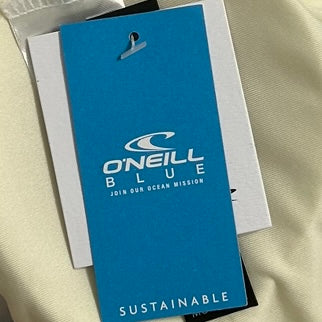 O'NEILL
BLUE
JOIN OUR OCEAN MISSION
SUSTAINABLE